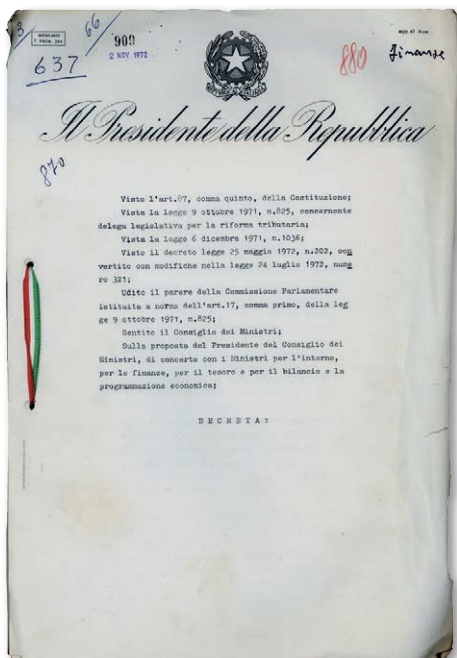 66
909
2 NOV 1972
637
880
Finanze
Il Presidente della Repubblica
870
Visto l'art.87, comma quinto, della Costituzione;
Vista la legge 9 ottobre 1971, n.825, concernente
delega legislativa per la riforma tributaria;
Vista la legge 6 dicembre 1971, n.1036;
Visto il decreto legge 25 maggio 1972, n.202, con
vertito con modifiche nella legge 24 luglio 1972, nume
ro 321;
Udito il parere della Commissione Parlamentare
istituita a norma dell'art.17, comma primo, della leg
ge 9 ottobre 1971, n.825;
Sentito il Consiglio dei Ministri;
Sulla proposta del Presidente del Consiglio dei
Ministri, di concerto con i Ministri per l'interno,
per le finanze, per il tesoro e per il bilancio e la
programmazione economica;
DECRETA: